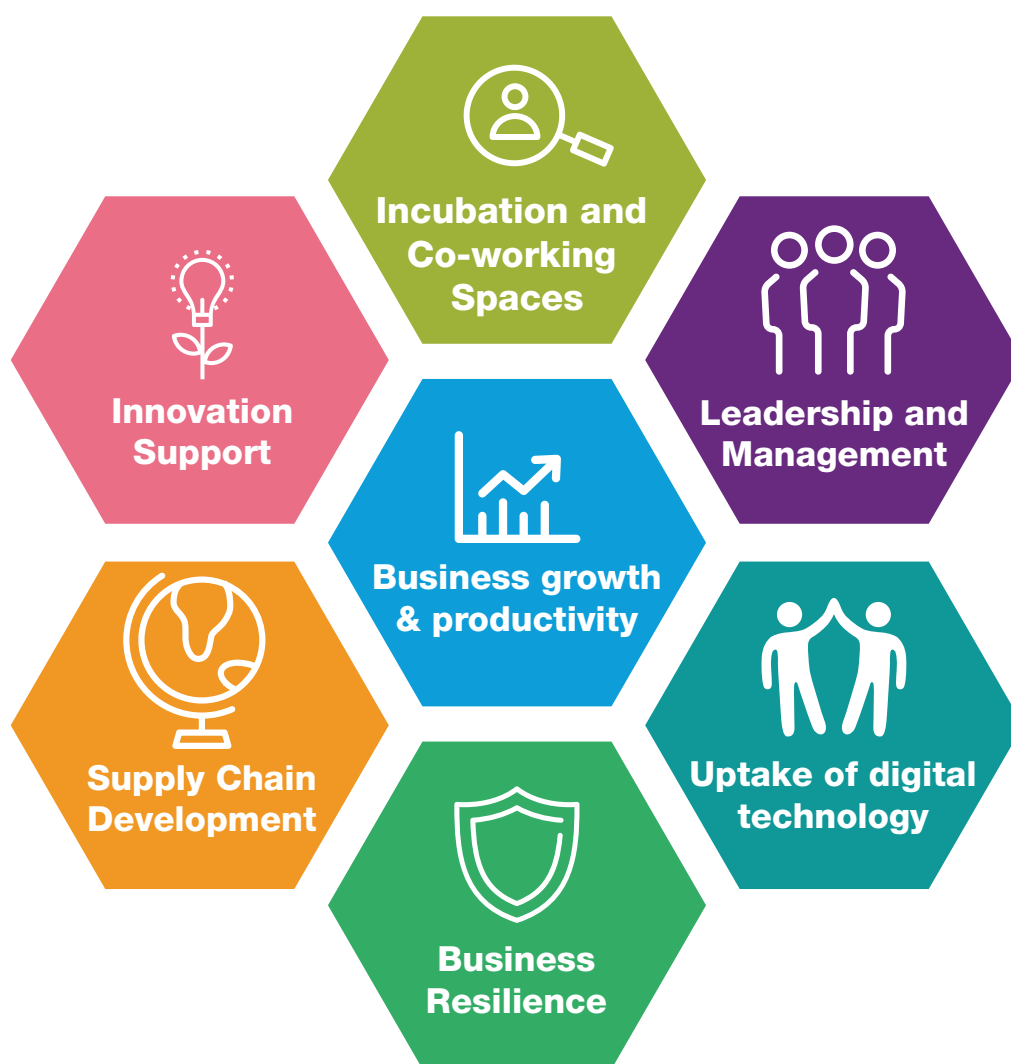 Incubation and
Co-working
Spaces
Innovation
Support
Leadership and
Management
Business growth
& productivity
Supply Chain
Development
Uptake of digital
technology
Business
Resilience